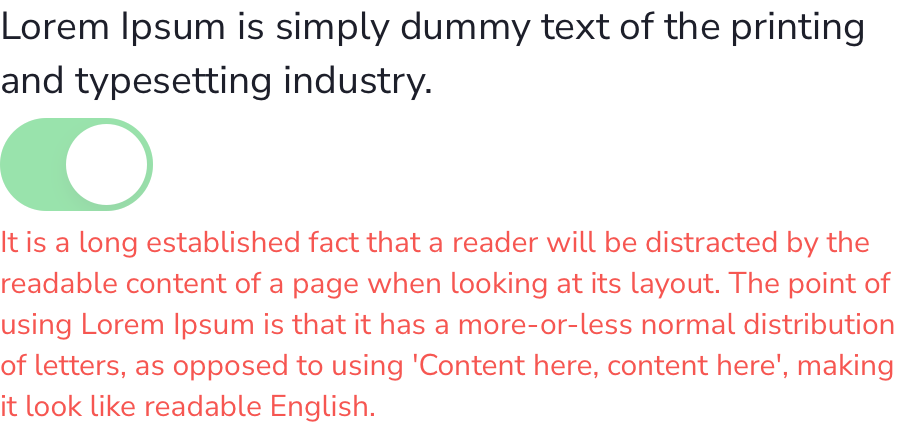 Lorem Ipsum is simply dummy text of the printing
and typesetting industry.
It is a long established fact that a reader will be distracted by the
readable content of a page when looking at its layout. The point of
using Lorem Ipsum is that it has a more-or-less normal distribution
of letters, as opposed to using 'Content here, content here', making
it look like readable English.